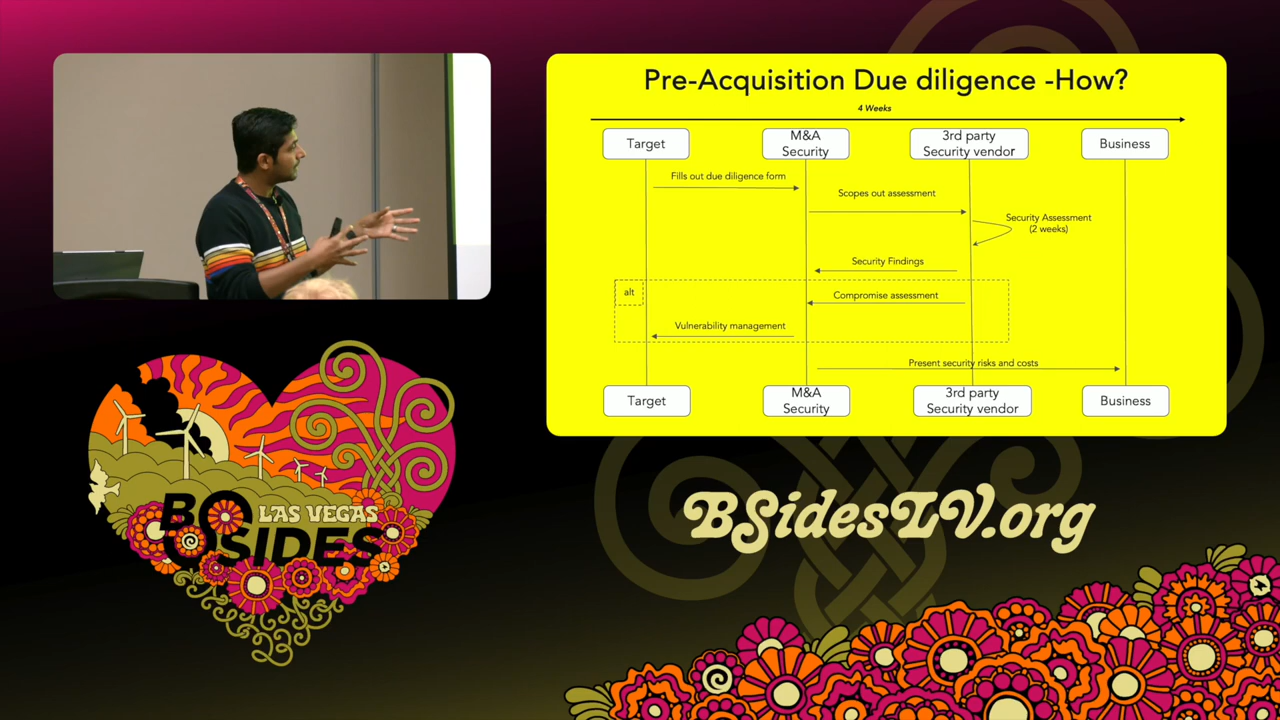 Pre-Acquisition Due diligence -How?
4 Weeks
Target
M&A
Security
3rd party
Security vendor
Business
Fills out due diligence form
Scopes out assessment
Security Assessment
(2 weeks)
Security Findings
alt
Compromise assessment
Vulnerability management
Present security risks and costs
Target
M&A
Security
3rd party
Security vendor
Business
BSidesLV.org
LAS VEGAS
BSIDES
23